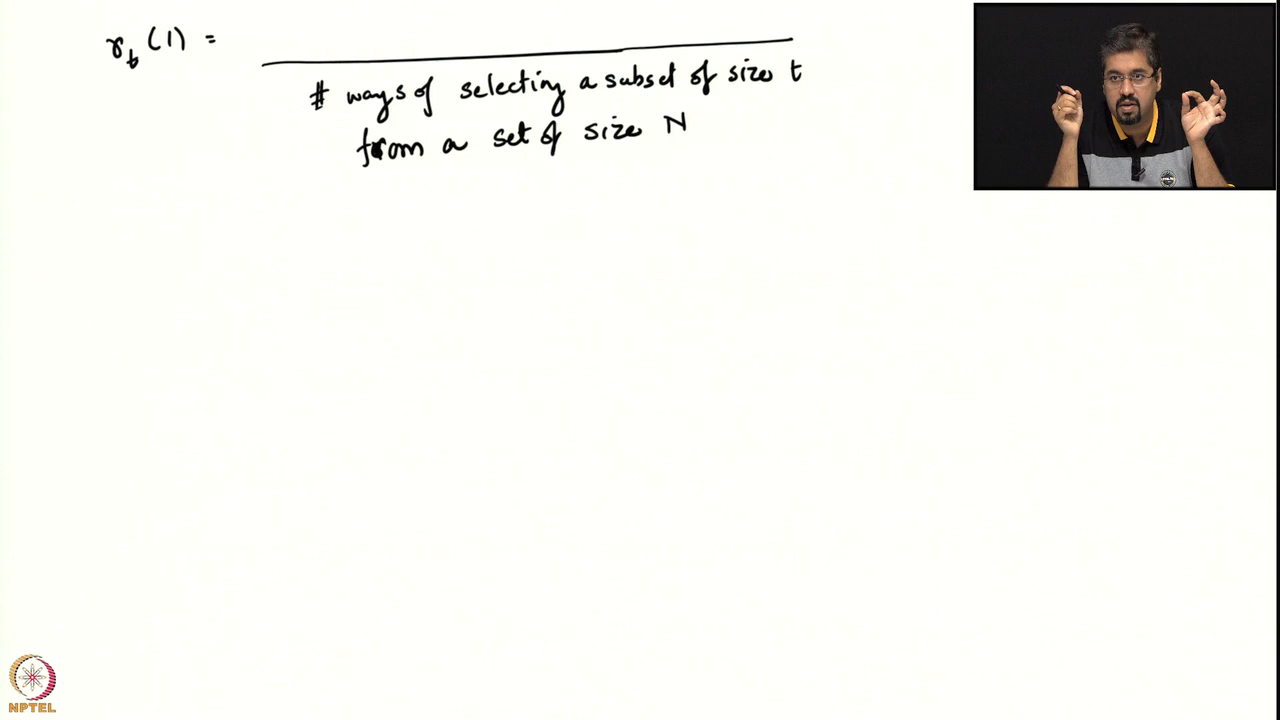 r_t (1) =
# ways of selecting a subset of size t
from a set of size N
NPTEL